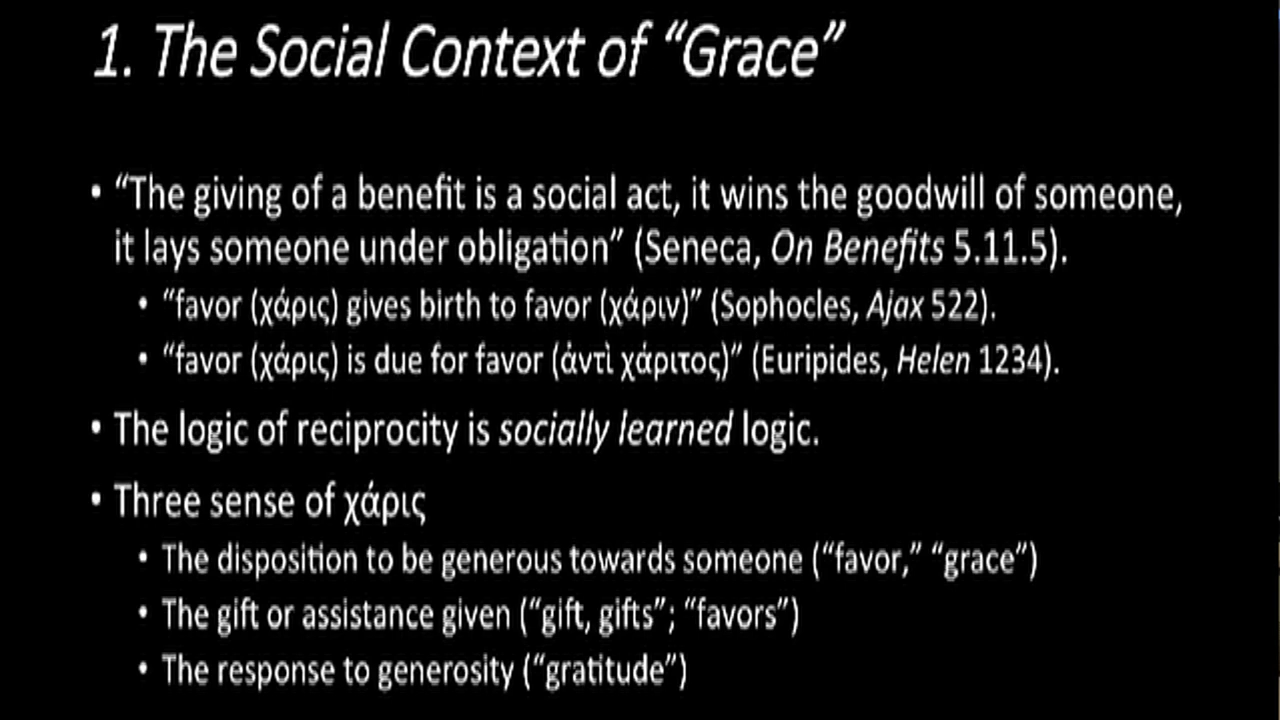 1. The Social Context of “Grace”
• “The giving of a benefit is a social act, it wins the goodwill of someone,
it lays someone under obligation” (Seneca, On Benefits 5.11.5).
• “favor (χάρις) gives birth to favor (χάριν)” (Sophocles, Ajax 522).
• “favor (χάρις) is due for favor (ἀντὶ χάριτος)” (Euripides, Helen 1234).
• The logic of reciprocity is socially learned logic.
• Three sense of χάρις
• The disposition to be generous towards someone (“favor,” “grace”)
• The gift or assistance given (“gift, gifts”; “favors”)
• The response to generosity (“gratitude”)